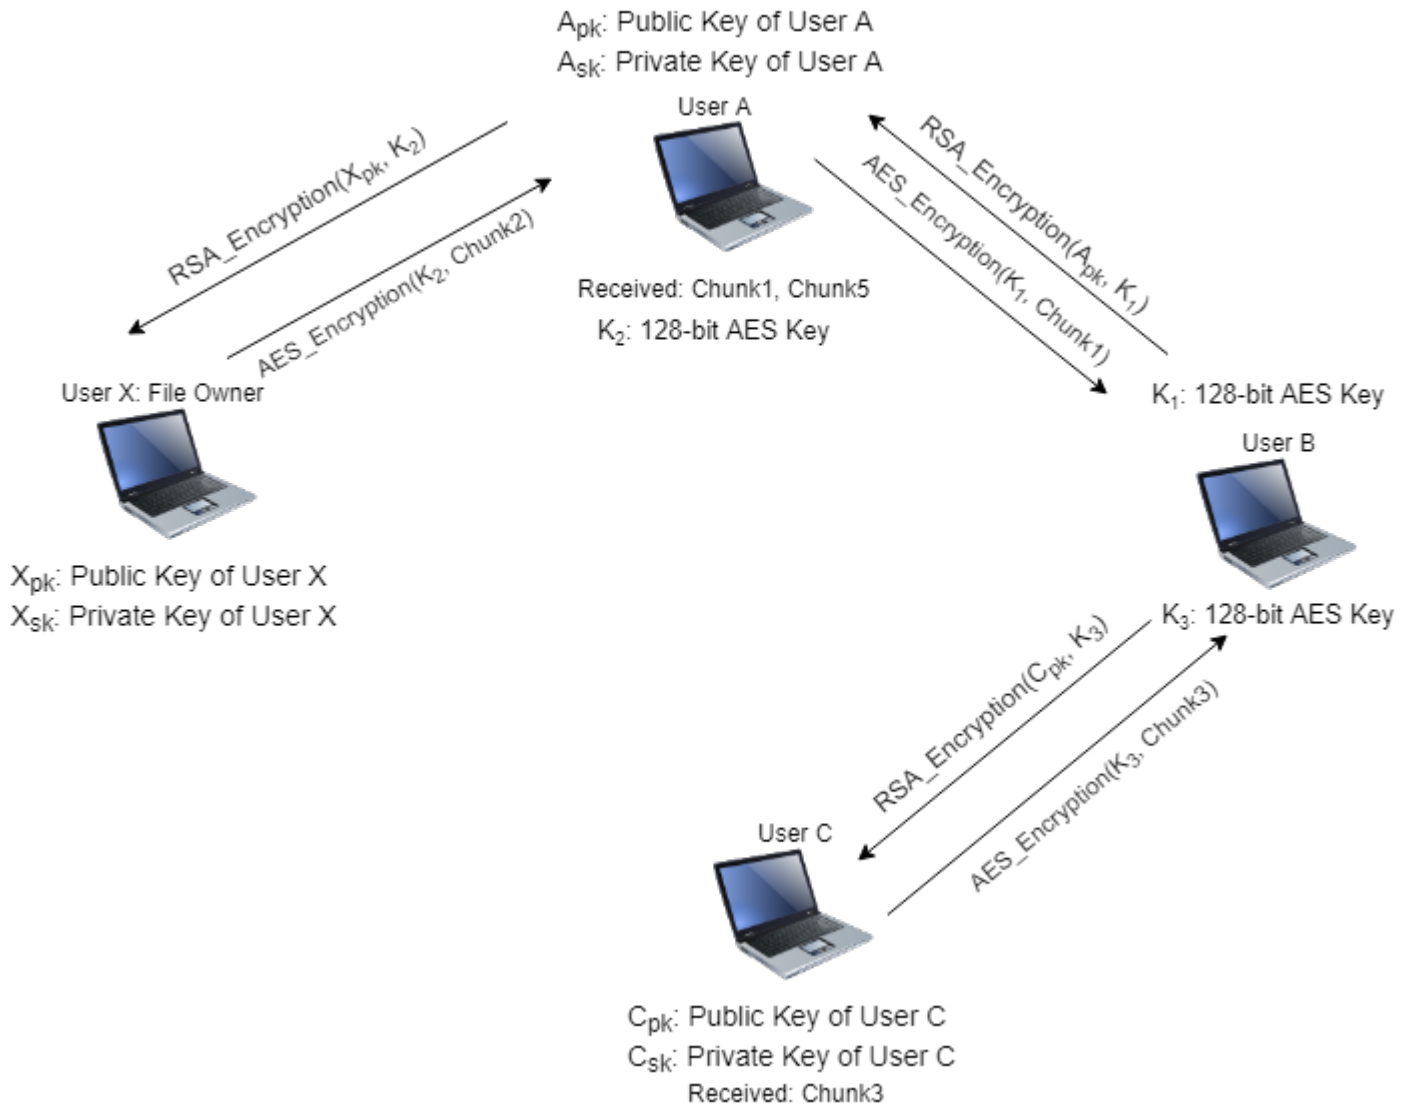 Apk: Public Key of User A
Ask: Private Key of User A
User A
RSA_Encryption(Xpk, K2)
AES_Encryption(K2, Chunk2)
RSA_Encryption(Apk, K1)
AES_Encryption(K1, Chunk1)
Received: Chunk1, Chunk5
K2: 128-bit AES Key
User X: File Owner
K1: 128-bit AES Key
User B
Xpk: Public Key of User X
Xsk: Private Key of User X
K3: 128-bit AES Key
RSA_Encryption(Cpk, K3)
AES_Encryption(K3, Chunk3)
User C
Cpk: Public Key of User C
Csk: Private Key of User C
Received: Chunk3